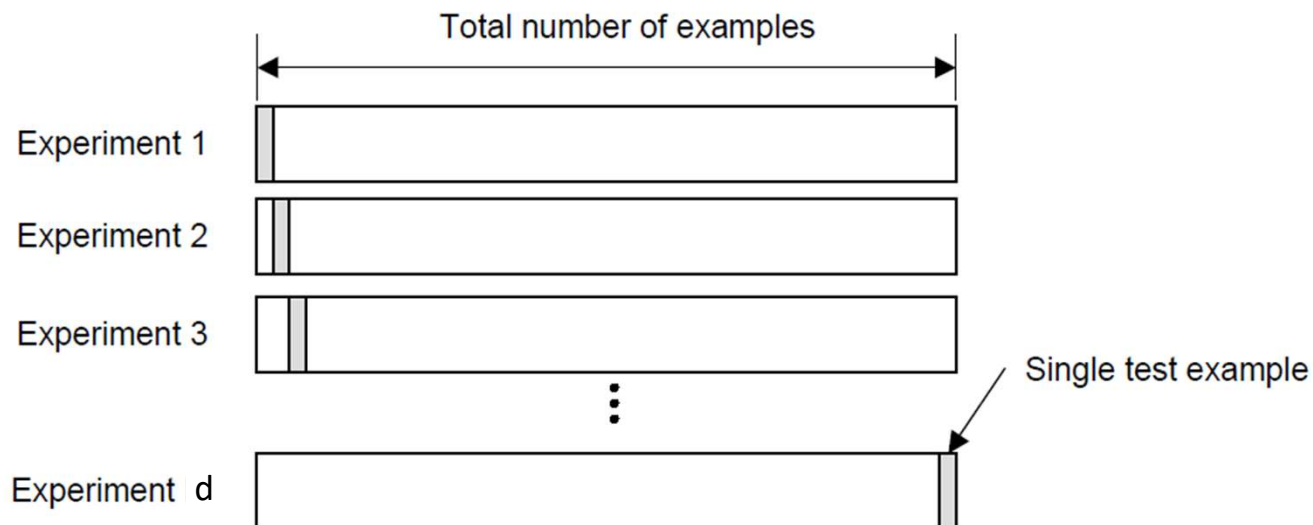 Total number of examples
Experiment 1
Experiment 2
Experiment 3
Single test example
Experiment d